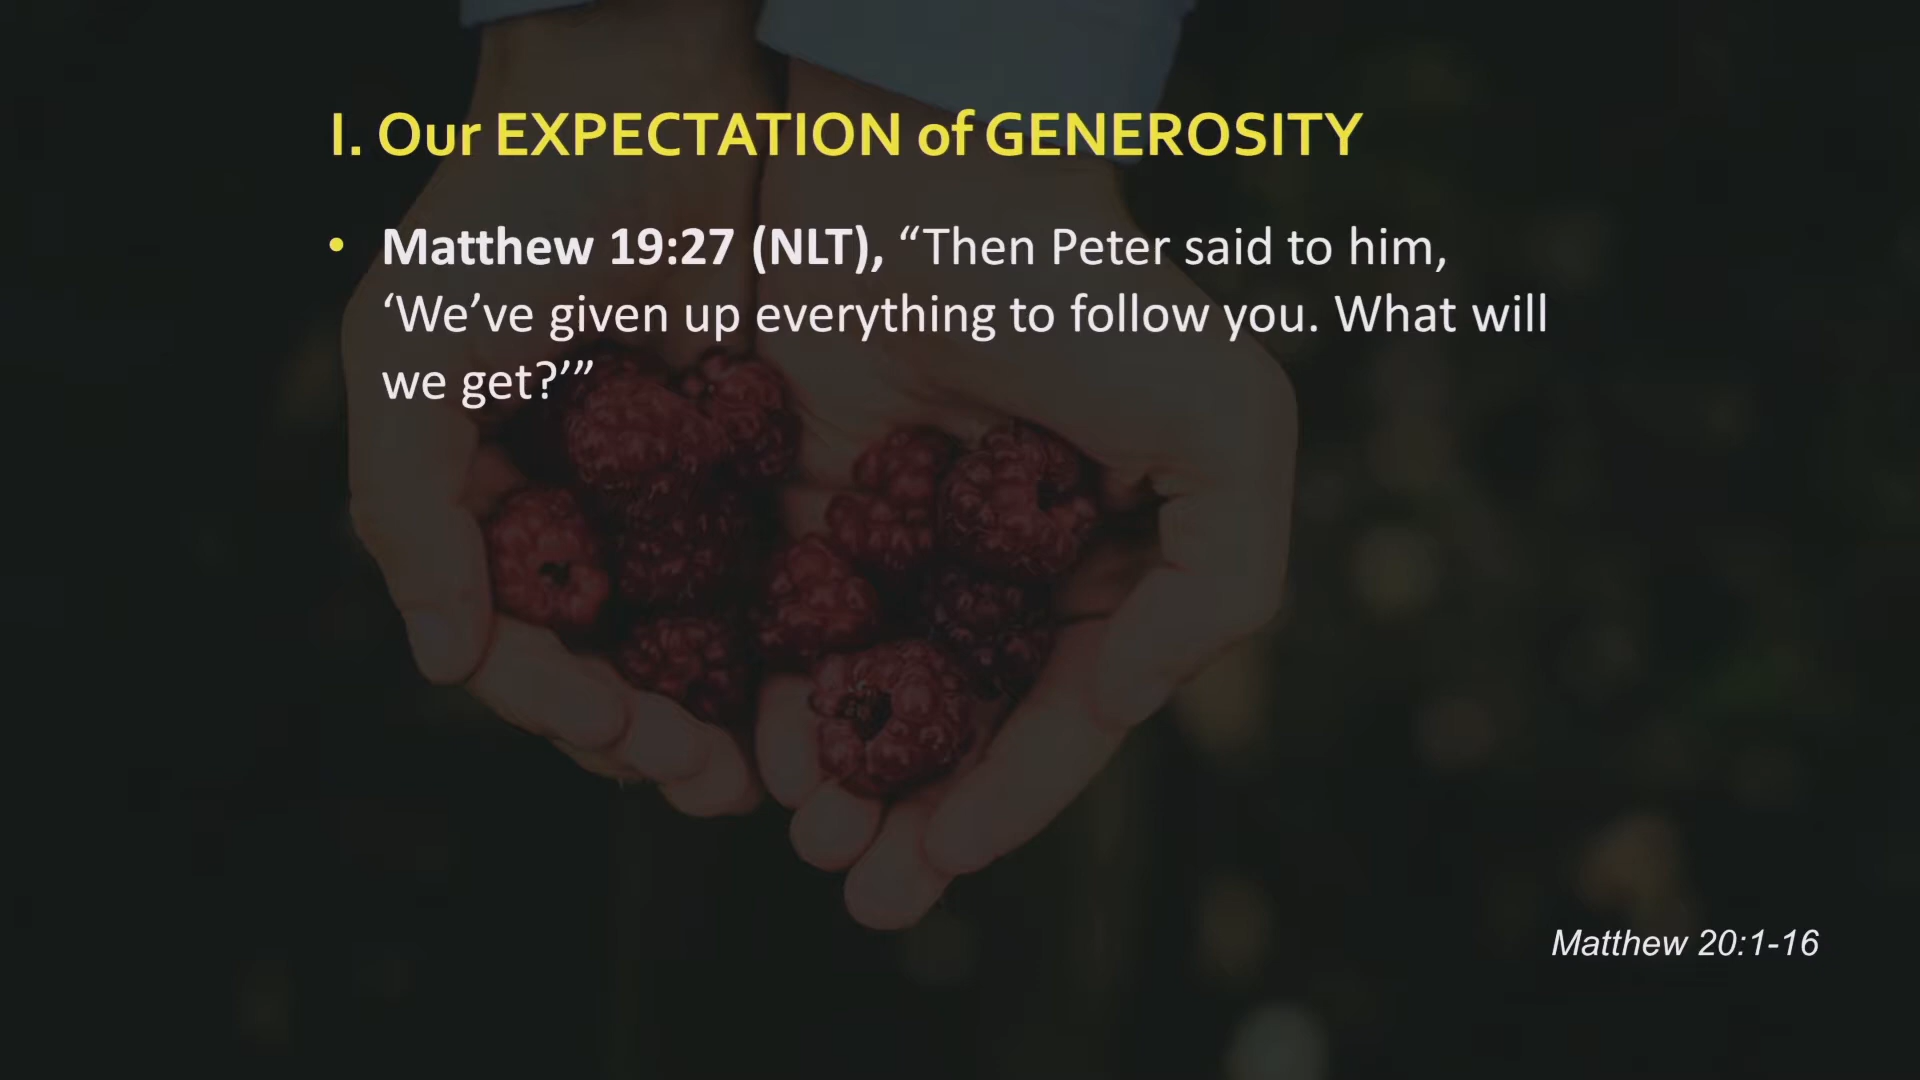 I. Our EXPECTATION of GENEROSITY
• Matthew 19:27 (NLT), “Then Peter said to him,
‘We’ve given up everything to follow you. What will
we get?’”
Matthew 20:1-16